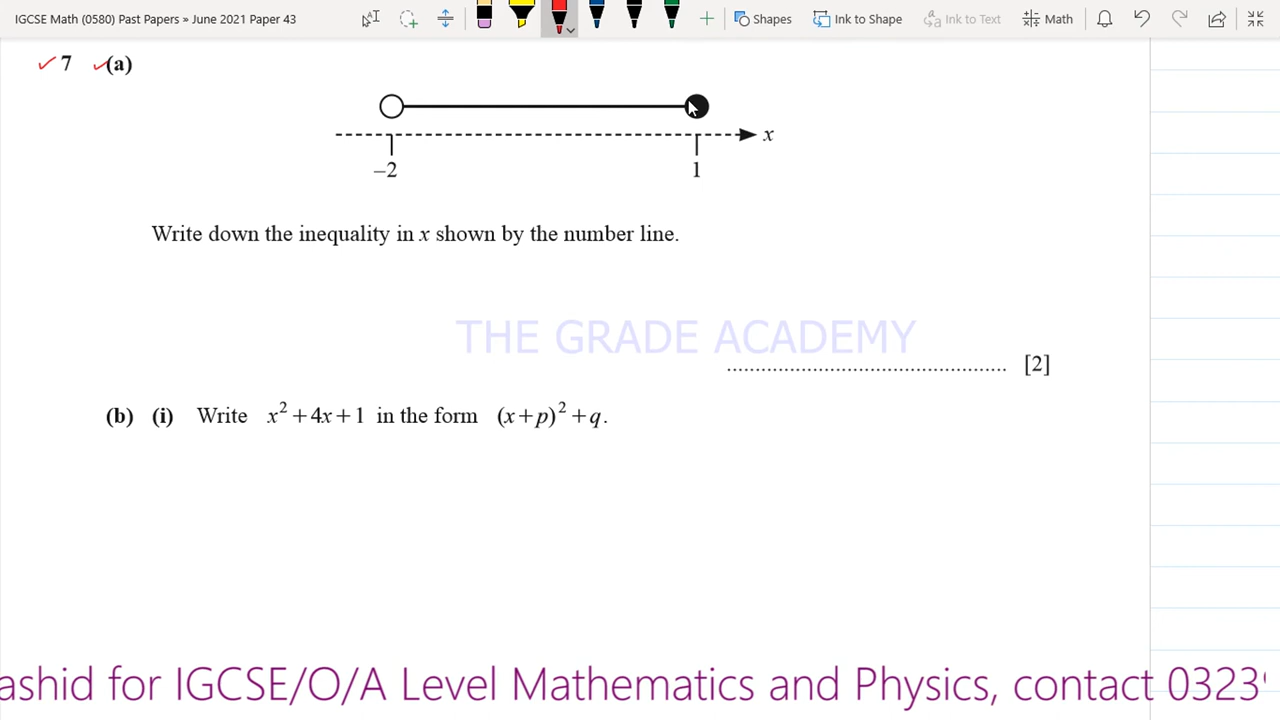 IGCSE Math (0580) Past Papers » June 2021 Paper 43
Shapes Ink to Shape Ink to Text Math
7 (a)
x
–2 1
Write down the inequality in x shown by the number line.
THE GRADE ACADEMY
................................................ [2]
(b) (i) Write x² + 4x + 1 in the form (x + p)² + q.
ashid for IGCSE/O/A Level Mathematics and Physics, contact 0323